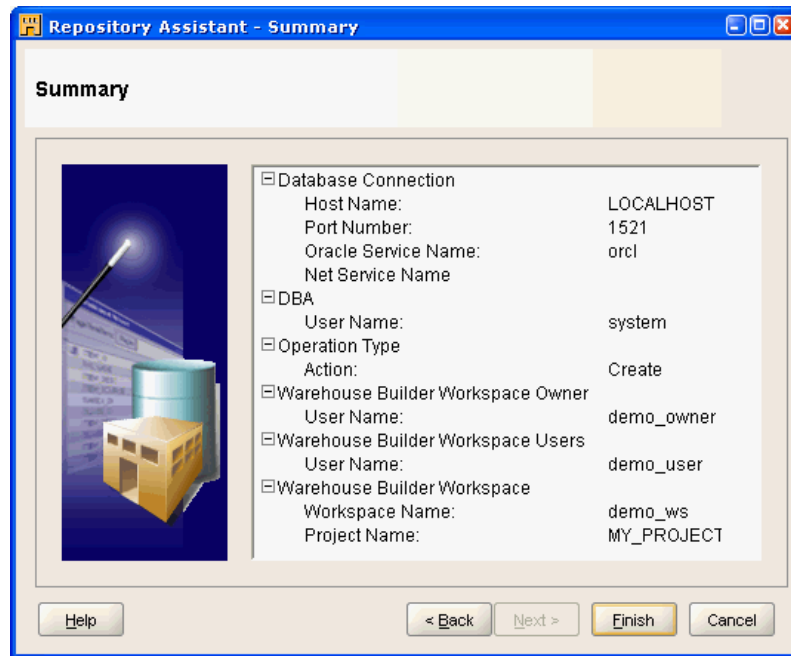 Repository Assistant - Summary
Summary
Database Connection
Host Name: LOCALHOST
Port Number: 1521
Oracle Service Name: orcl
Net Service Name
DBA
User Name: system
Operation Type
Action: Create
Warehouse Builder Workspace Owner
User Name: demo_owner
Warehouse Builder Workspace Users
User Name: demo_user
Warehouse Builder Workspace
Workspace Name: demo_ws
Project Name: MY_PROJECT
Help < Back Next > Finish Cancel